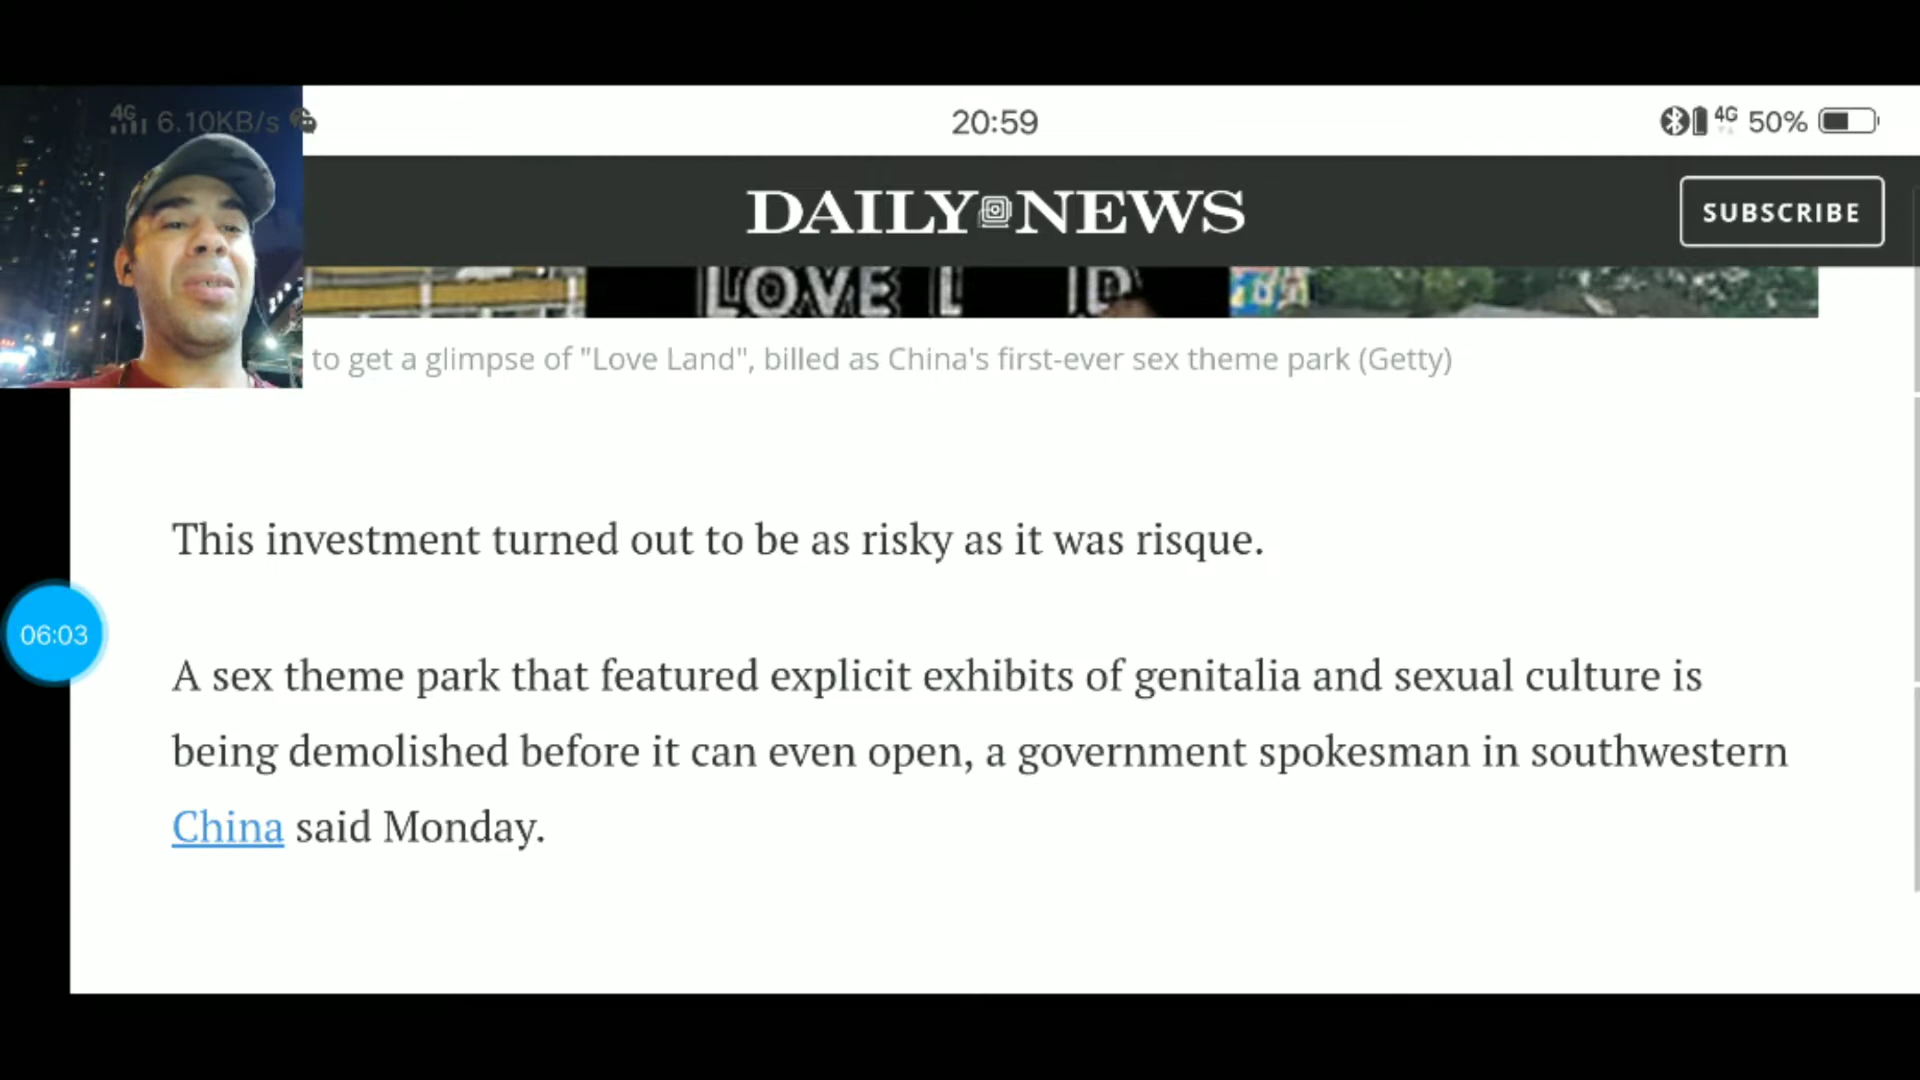 4G 6.10KB/s
20:59
4G 50%
DAILY NEWS
SUBSCRIBE
LOVE L D
to get a glimpse of "Love Land", billed as China's first-ever sex theme park (Getty)
This investment turned out to be as risky as it was risque.
06:03
A sex theme park that featured explicit exhibits of genitalia and sexual culture is
being demolished before it can even open, a government spokesman in southwestern
China said Monday.